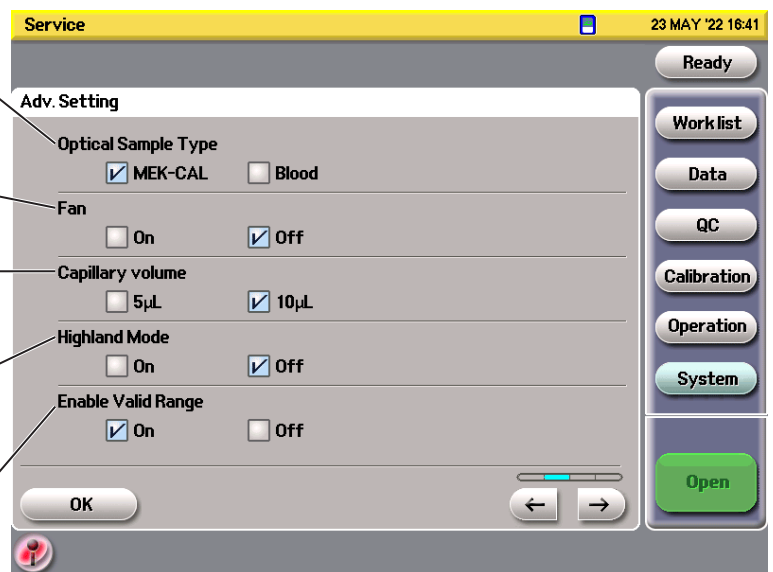 Service
23 MAY '22 16:41
Ready
Adv. Setting
Optical Sample Type
MEK-CAL Blood
Fan
On Off
Capillary volume
5μL 10μL
Highland Mode
On Off
Enable Valid Range
On Off
OK
← →
Work list
Data
QC
Calibration
Operation
System
Open